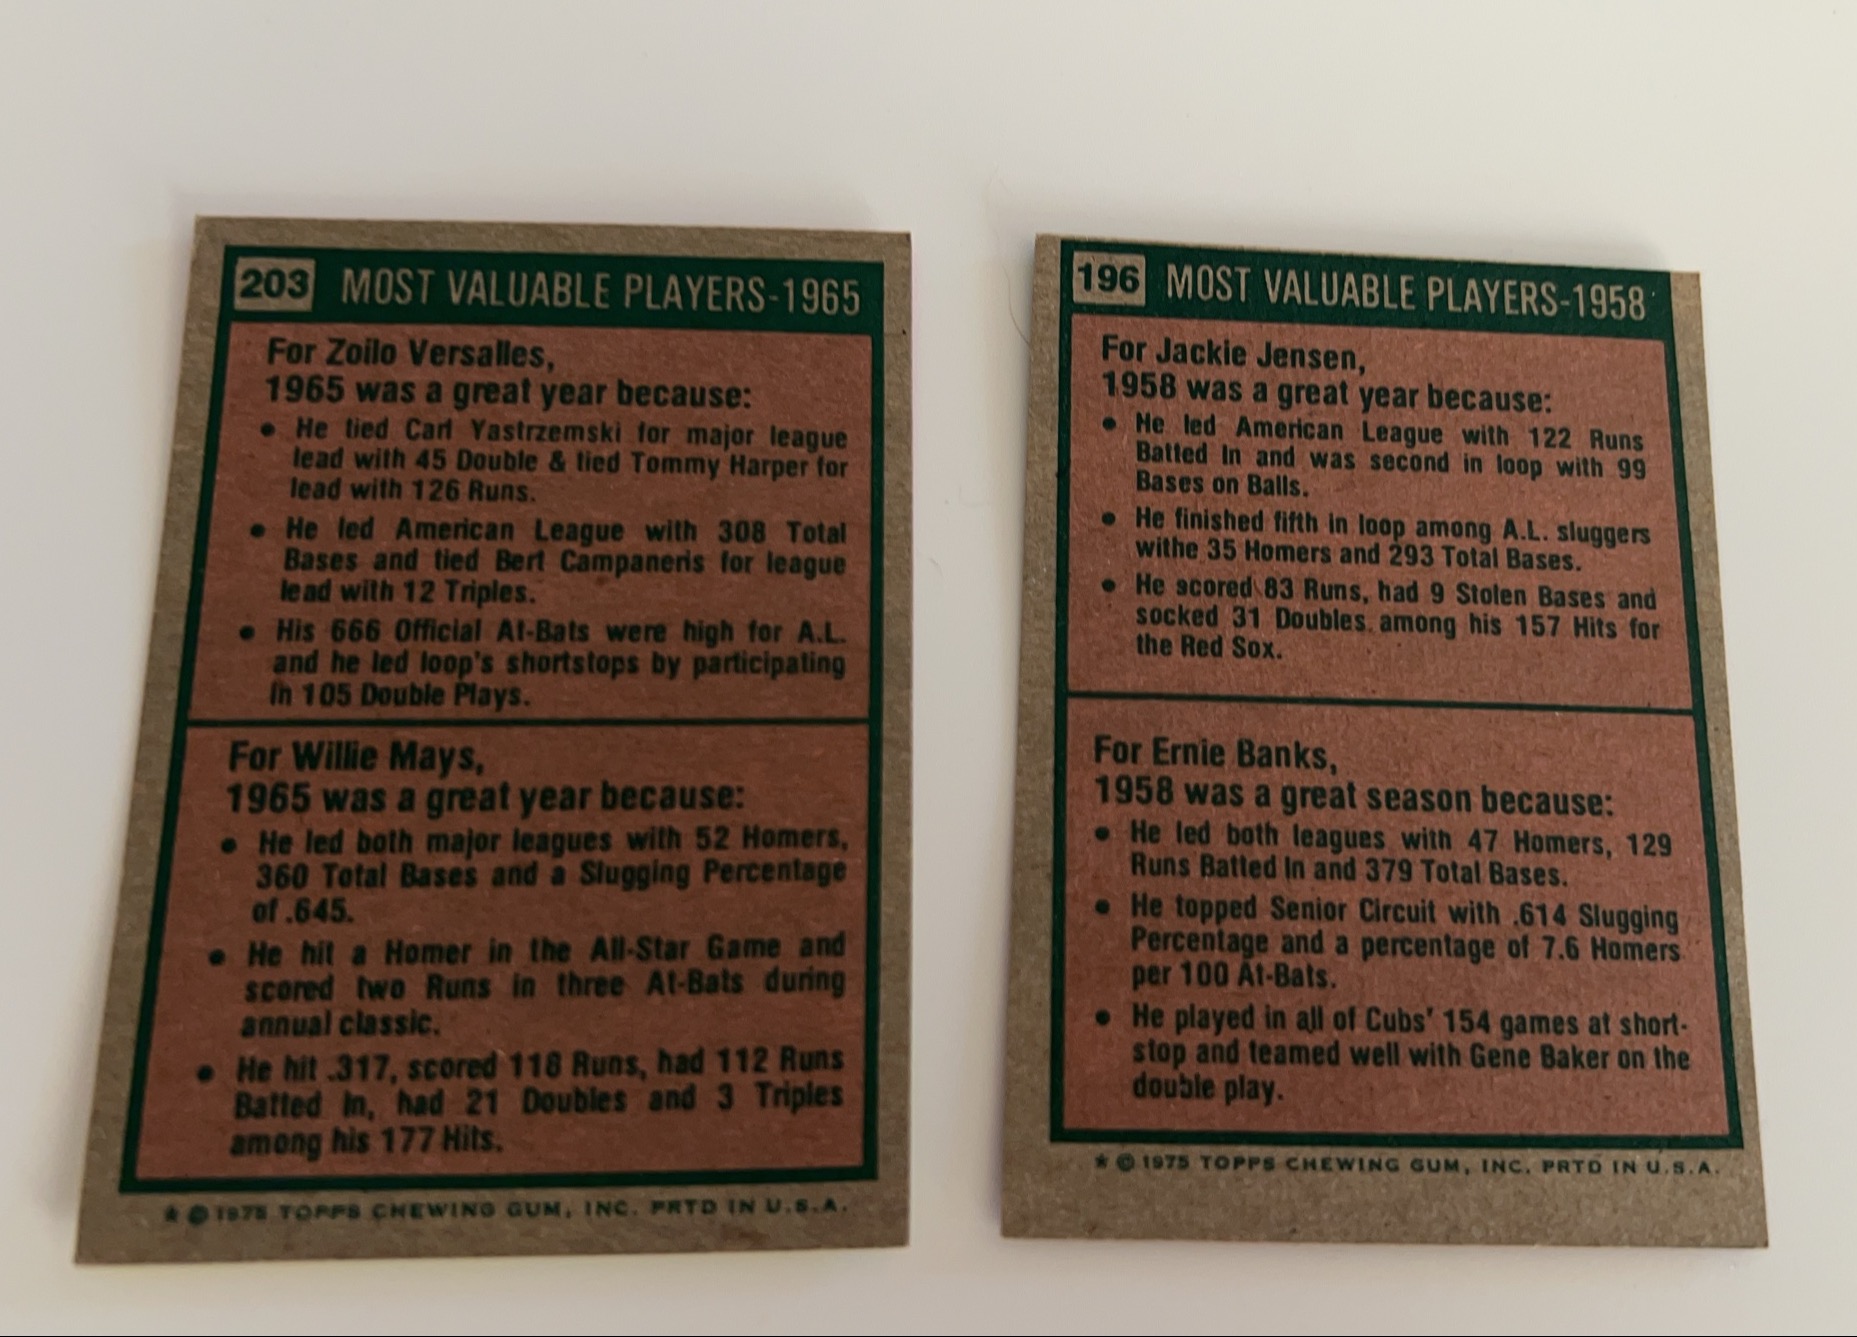 203 MOST VALUABLE PLAYERS-1965
For Zoilo Versalles,
1965 was a great year because:
• He tied Carl Yastrzemski for major league
lead with 45 Double & tied Tommy Harper for
lead with 126 Runs.
• He led American League with 308 Total
Bases and tied Bert Campaneris for league
lead with 12 Triples.
• His 666 Official At-Bats were high for A.L.
and he led loop's shortstops by participating
in 105 Double Plays.
For Willie Mays,
1965 was a great year because:
• He led both major leagues with 52 Homers,
360 Total Bases and a Slugging Percentage
of .645.
• He hit a Homer in the All-Star Game and
scored two Runs in three At-Bats during
annual classic.
• He hit .317, scored 118 Runs, had 112 Runs
Batted In, had 21 Doubles and 3 Triples
among his 177 Hits.
★ © 1975 TOPPS CHEWING GUM, INC. PRTD IN U.S.A.
196 MOST VALUABLE PLAYERS-1958
For Jackie Jensen,
1958 was a great year because:
• He led American League with 122 Runs
Batted In and was second in loop with 99
Bases on Balls.
• He finished fifth in loop among A.L. sluggers
withe 35 Homers and 293 Total Bases.
• He scored 83 Runs, had 9 Stolen Bases and
socked 31 Doubles among his 157 Hits for
the Red Sox.
For Ernie Banks,
1958 was a great season because:
• He led both leagues with 47 Homers, 129
Runs Batted In and 379 Total Bases.
• He topped Senior Circuit with .614 Slugging
Percentage and a percentage of 7.6 Homers
per 100 At-Bats.
• He played in all of Cubs' 154 games at short-
stop and teamed well with Gene Baker on the
double play.
★ © 1975 TOPPS CHEWING GUM, INC. PRTD IN U.S.A.